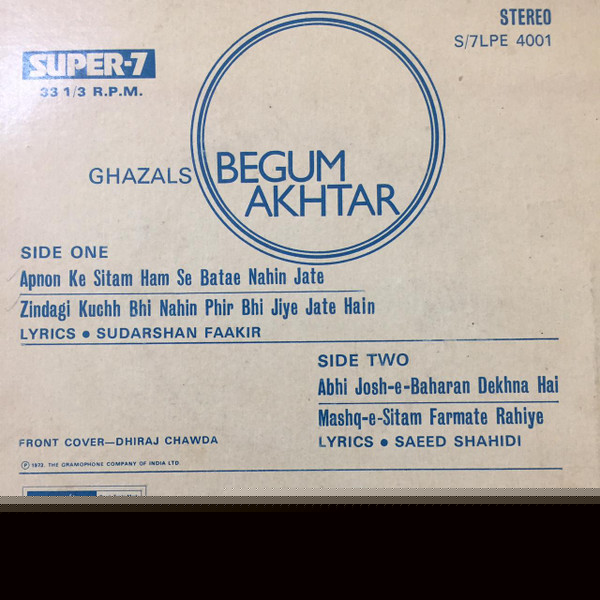 STEREO
S/7LPE 4001
SUPER-7
33 1/3 R.P.M.
GHAZALS BEGUM
AKHTAR
SIDE ONE
Apnon Ke Sitam Ham Se Batae Nahin Jate
Zindagi Kuchh Bhi Nahin Phir Bhi Jiye Jate Hain
LYRICS ● SUDARSHAN FAAKIR
SIDE TWO
Abhi Josh-e-Baharan Dekhna Hai
Mashq-e-Sitam Farmate Rahiye
LYRICS ● SAEED SHAHIDI
FRONT COVER—DHIRAJ CHAWDA
Ⓟ 1973. THE GRAMOPHONE COMPANY OF INDIA LTD